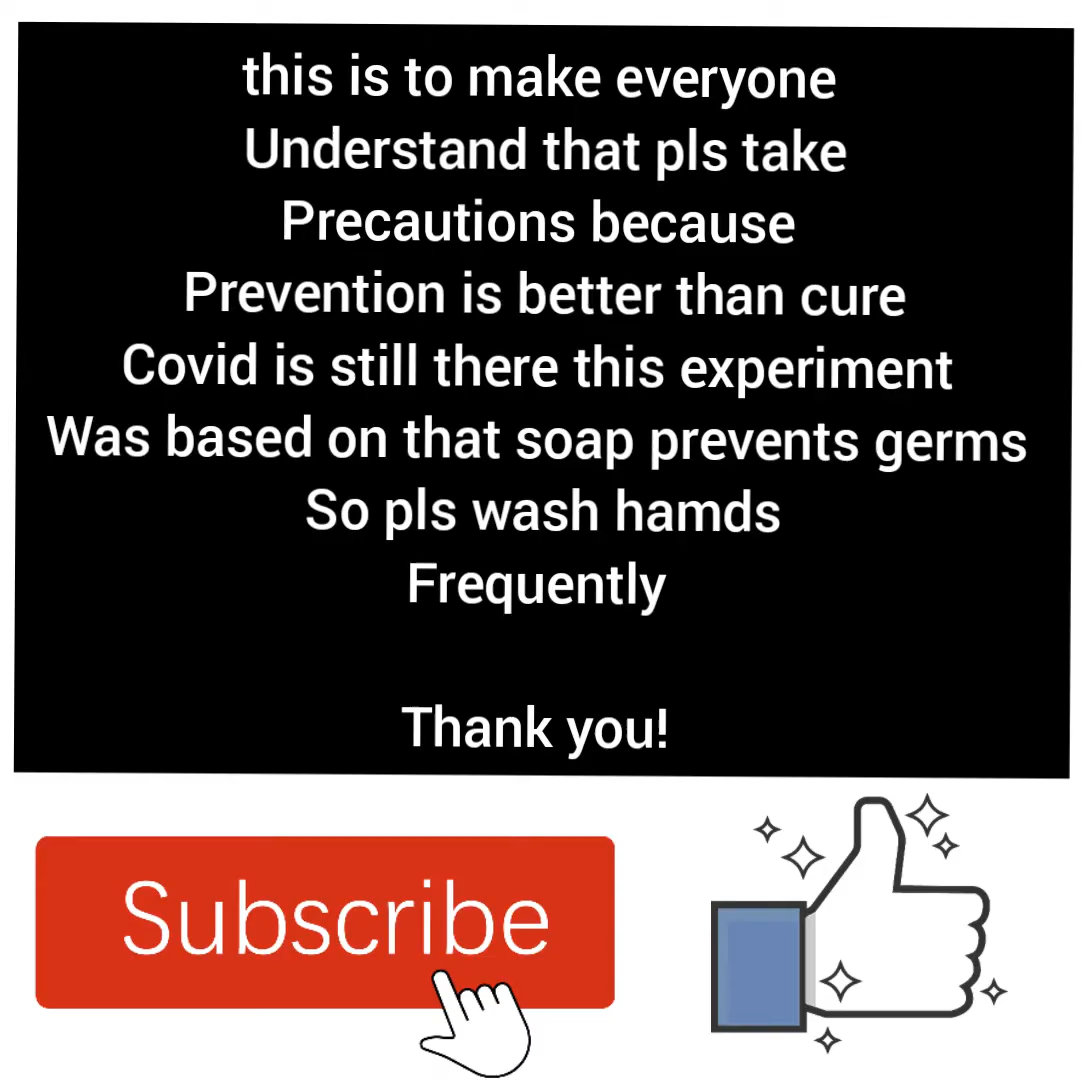 this is to make everyone
Understand that pls take
Precautions because
Prevention is better than cure
Covid is still there this experiment
Was based on that soap prevents germs
So pls wash hamds
Frequently
Thank you!
Subscribe